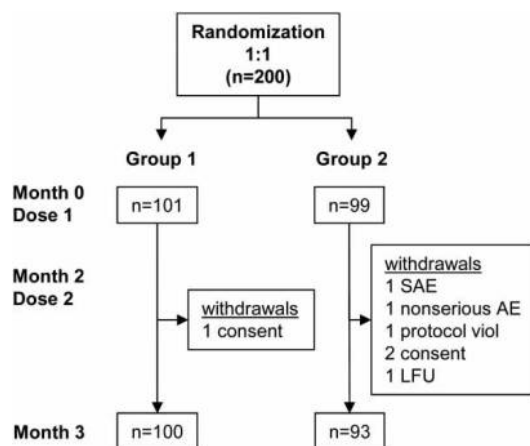 Randomization
1:1
(n=200)
Group 1
Group 2
Month 0
Dose 1
n=101
n=99
Month 2
Dose 2
withdrawals
1 consent
withdrawals
1 SAE
1 nonserious AE
1 protocol viol
2 consent
1 LFU
Month 3
n=100
n=93